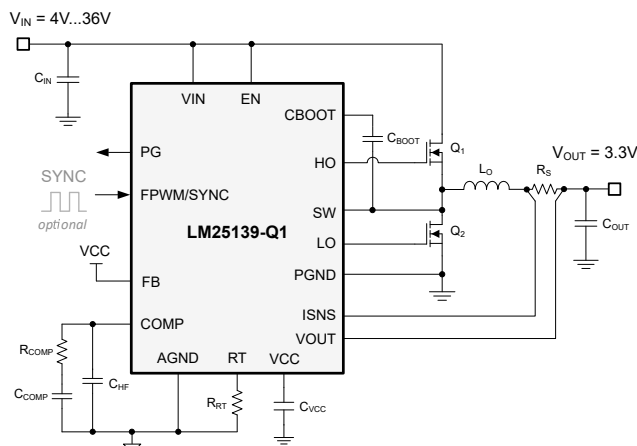 VIN = 4V...36V
CIN
VIN
EN
CBOOT
CBOOT
PG
HO
Q1
VOUT = 3.3V
SYNC
optional
FPWM/SYNC
LO
RS
SW
LM25139-Q1
COUT
VCC
LO
Q2
FB
PGND
ISNS
COMP
VOUT
RCOMP
AGND
RT
VCC
CCOMP
CHF
RRT
CVCC